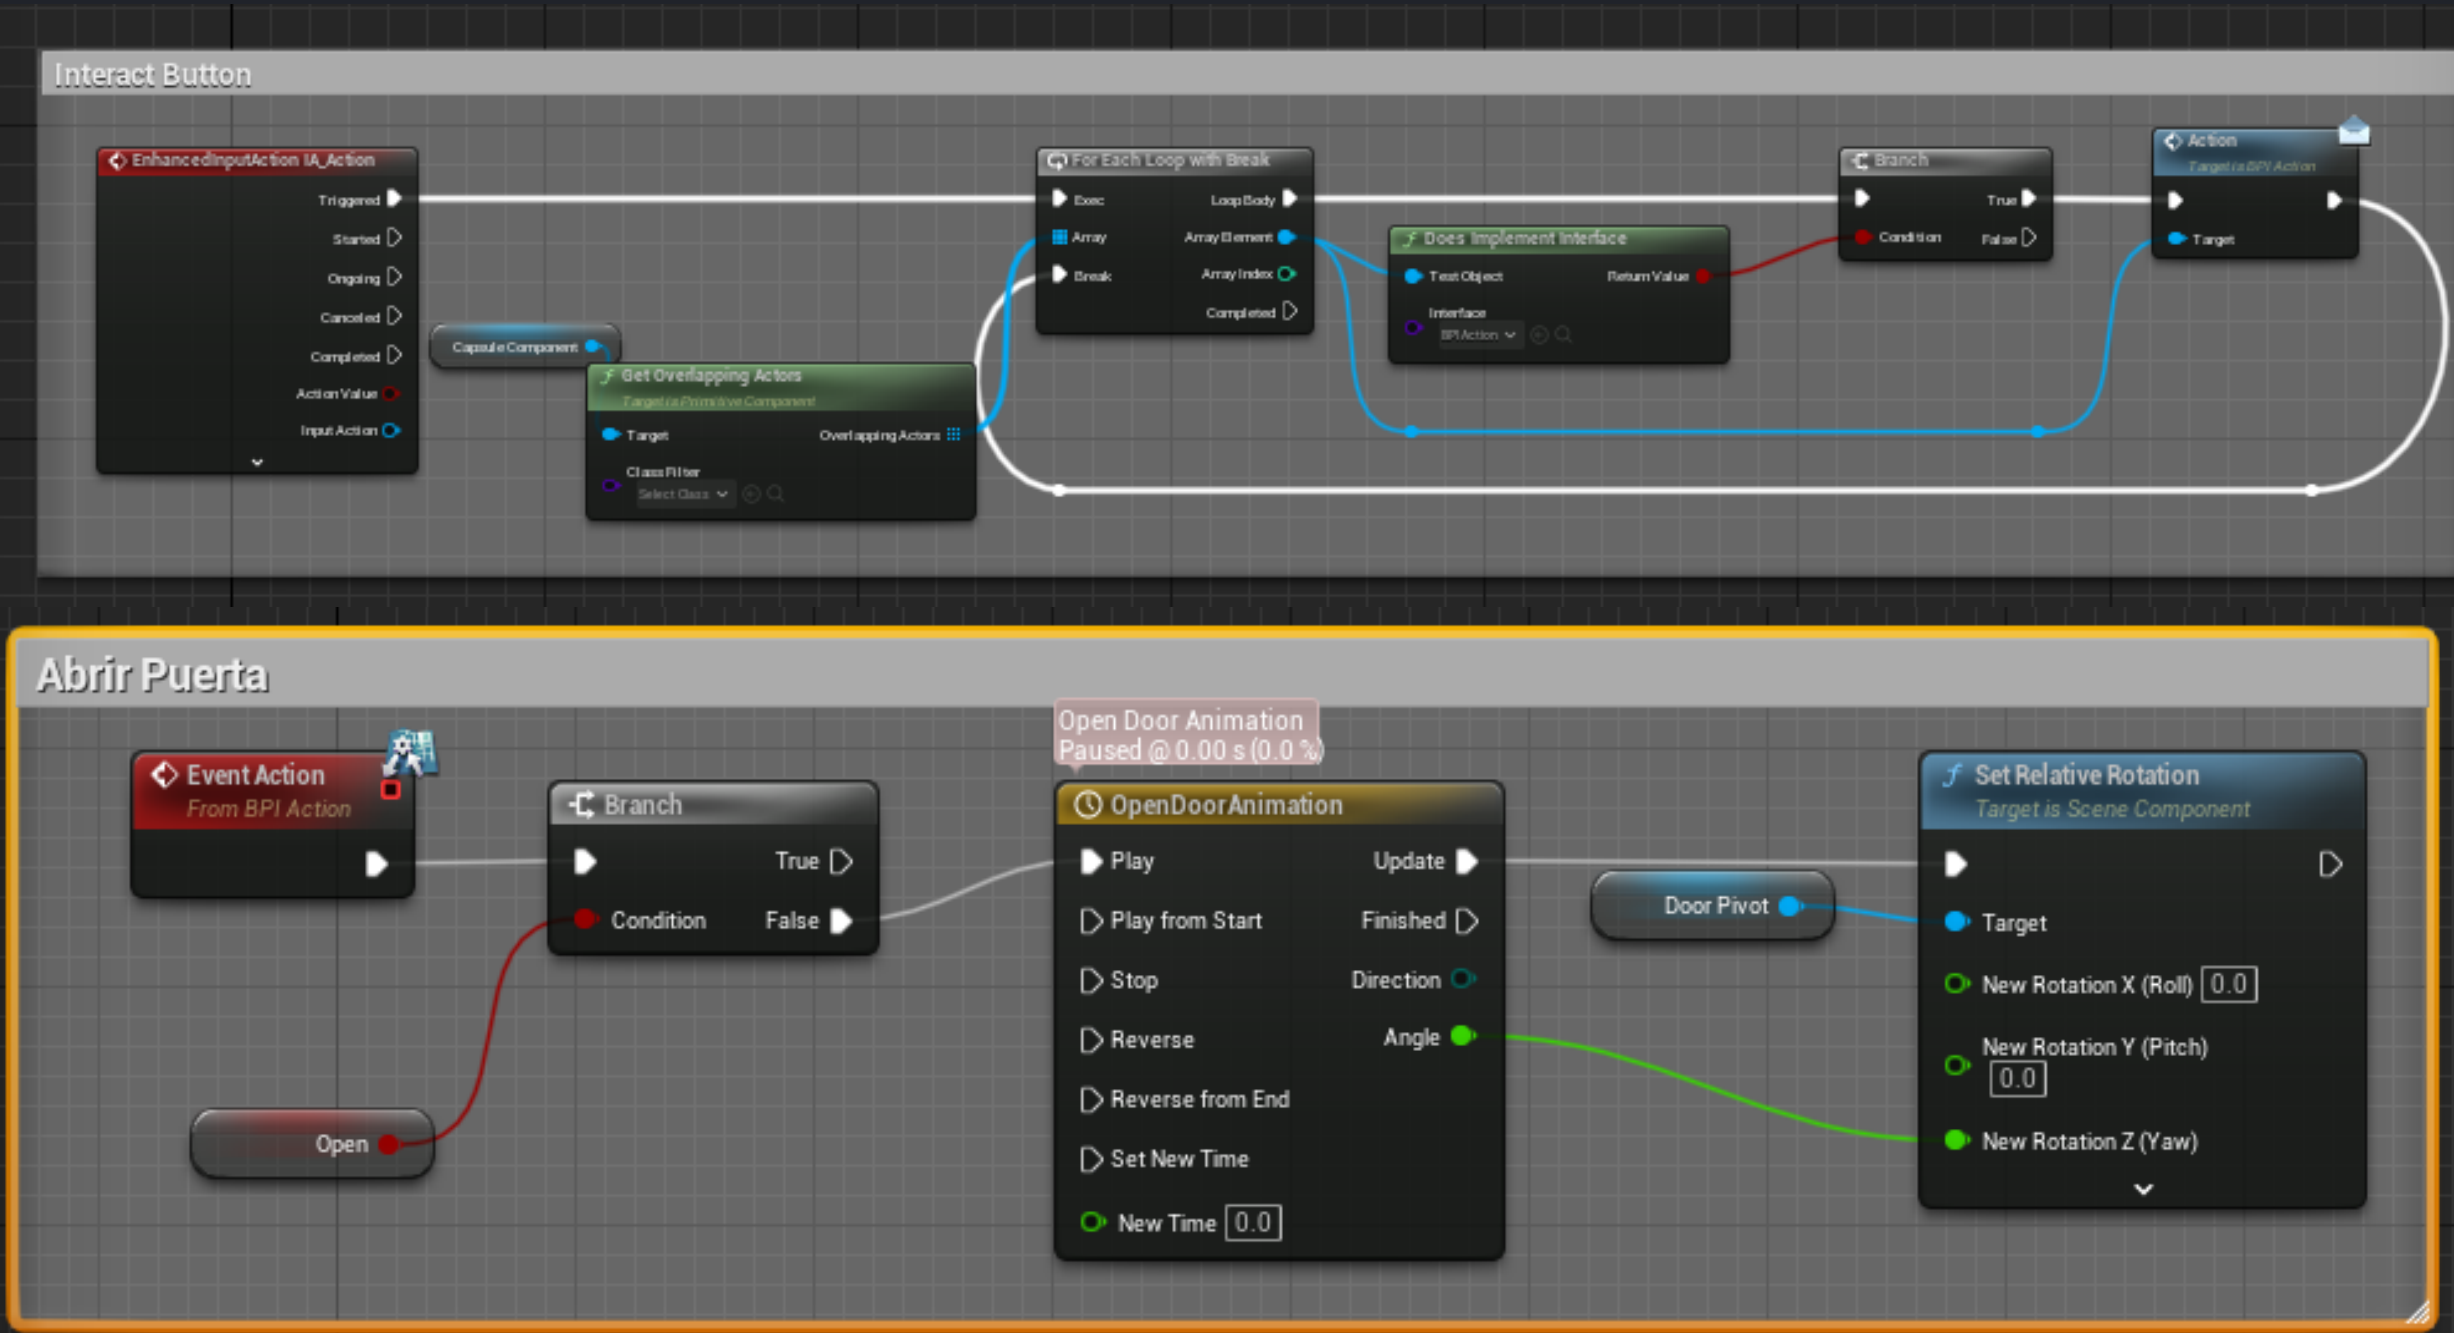 Interact Button
EnhancedInputAction IA_Action
Triggered
Started
Ongoing
Canceled
Completed
Action Value
Input Action
Capsule Component
Get Overlapping Actors
Target is Primitive Component
Target
Overlapping Actors
Class Filter
Select Class
For Each Loop with Break
Exec
Loop Body
Array
Array Element
Break
Array Index
Completed
Does Implement Interface
Test Object
Return Value
Interface
BPI Action
Branch
True
Condition
False
Action
Target is BPI Action
Target
Abrir Puerta
Event Action
From BPI Action
Open
Branch
True
Condition
False
Open Door Animation
Paused @ 0.00 s (0.0 %)
OpenDoorAnimation
Play
Update
Play from Start
Finished
Stop
Direction
Reverse
Angle
Reverse from End
Set New Time
New Time 0.0
Door Pivot
Set Relative Rotation
Target is Scene Component
Target
New Rotation X (Roll) 0.0
New Rotation Y (Pitch)
0.0
New Rotation Z (Yaw)